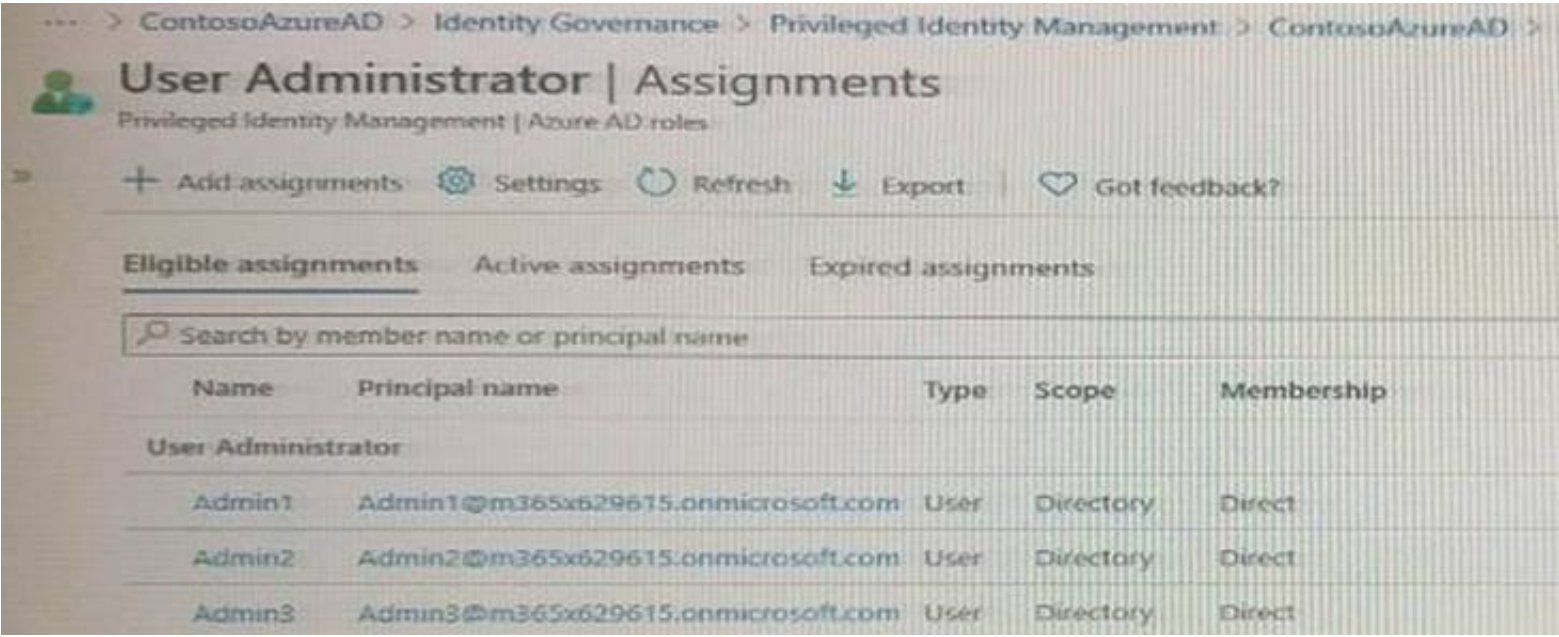 ... > ContosoAzureAD > Identity Governance > Privileged Identity Management > ContosoAzureAD >
User Administrator | Assignments
Privileged Identity Management | Azure AD roles
» + Add assignments Settings Refresh Export Got feedback?
Eligible assignments Active assignments Expired assignments
Search by member name or principal name
Name Principal name Type Scope Membership
User Administrator
Admin1 Admin1@m365x629615.onmicrosoft.com User Directory Direct
Admin2 Admin2@m365x629615.onmicrosoft.com User Directory Direct
Admin3 Admin3@m365x629615.onmicrosoft.com User Directory Direct